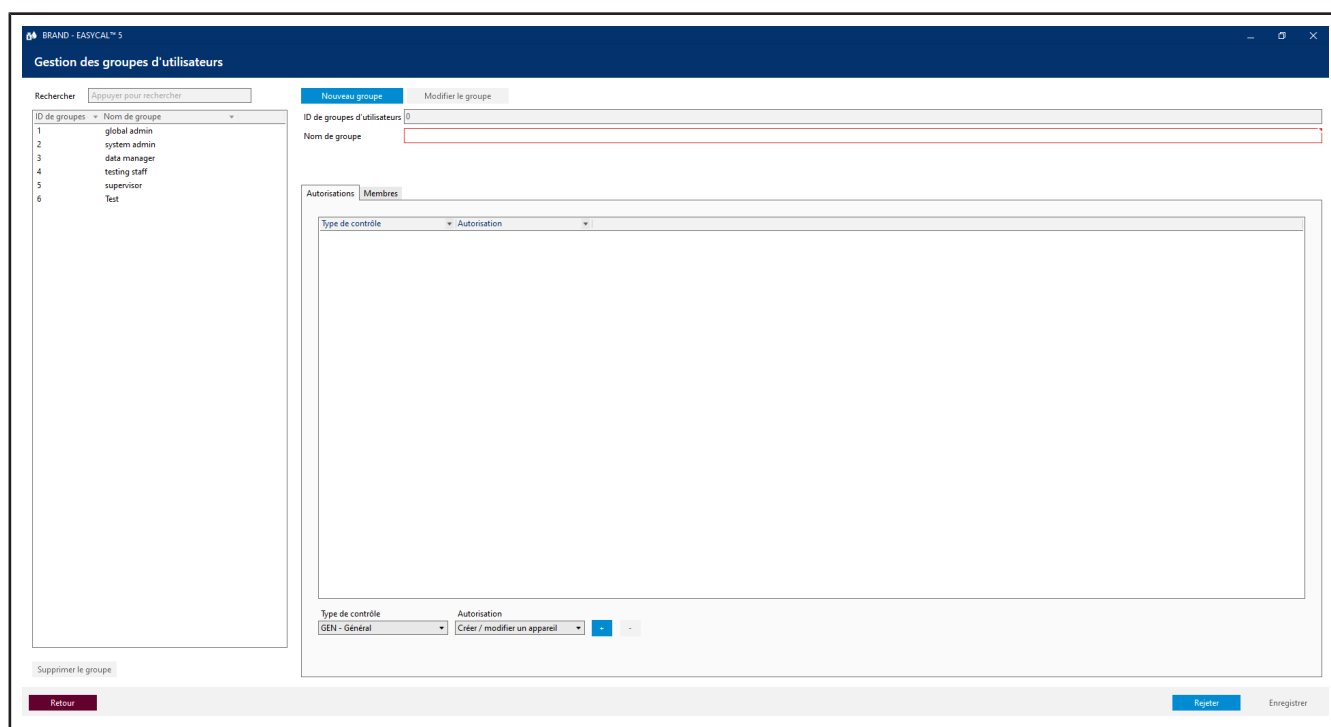 BRAND - EASYCAL™ 5
Gestion des groupes d'utilisateurs
Rechercher Appuyer pour rechercher
ID de groupes Nom de groupe
1 global admin
2 system admin
3 data manager
4 testing staff
5 supervisor
6 Test
Supprimer le groupe
Nouveau groupe Modifier le groupe
ID de groupes d'utilisateurs 0
Nom de groupe
Autorisations Membres
Type de contrôle Autorisation
Type de contrôle Autorisation
GEN - Général Créer / modifier un appareil + -
Retour Rejeter Enregistrer